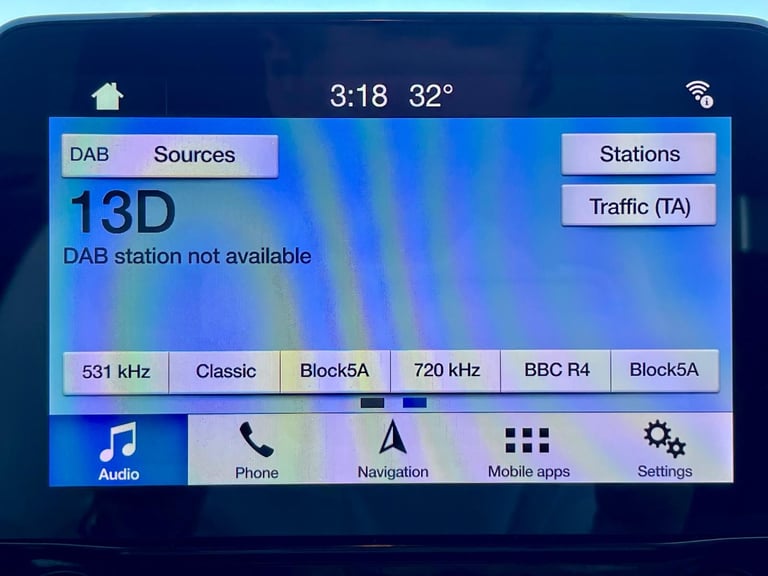 3:18 32°
DAB Sources
Stations
13D
Traffic (TA)
DAB station not available
531 kHz Classic Block5A 720 kHz BBC R4 Block5A
Audio Phone Navigation Mobile apps Settings